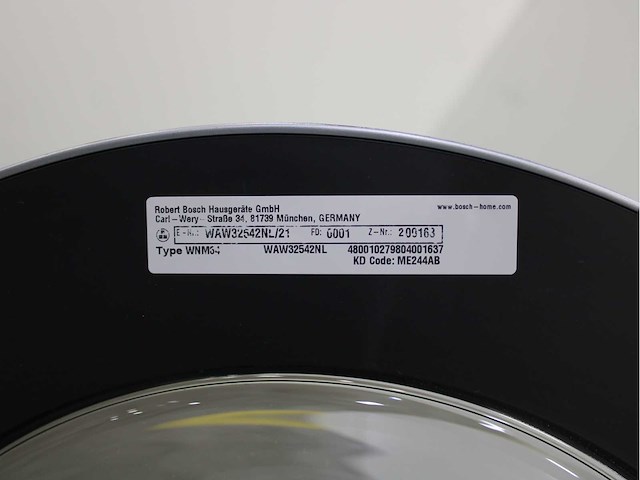 Robert Bosch Hausgeräte GmbH www.bosch-home.com
Carl-Wery- Straße 34, 81739 München, GERMANY
E-Nr.: WAW32542NL/21 FD: 0001 Z-Nr.: 200163
Type WNM34 WAW32542NL 480010279804001637
KD Code: ME244AB